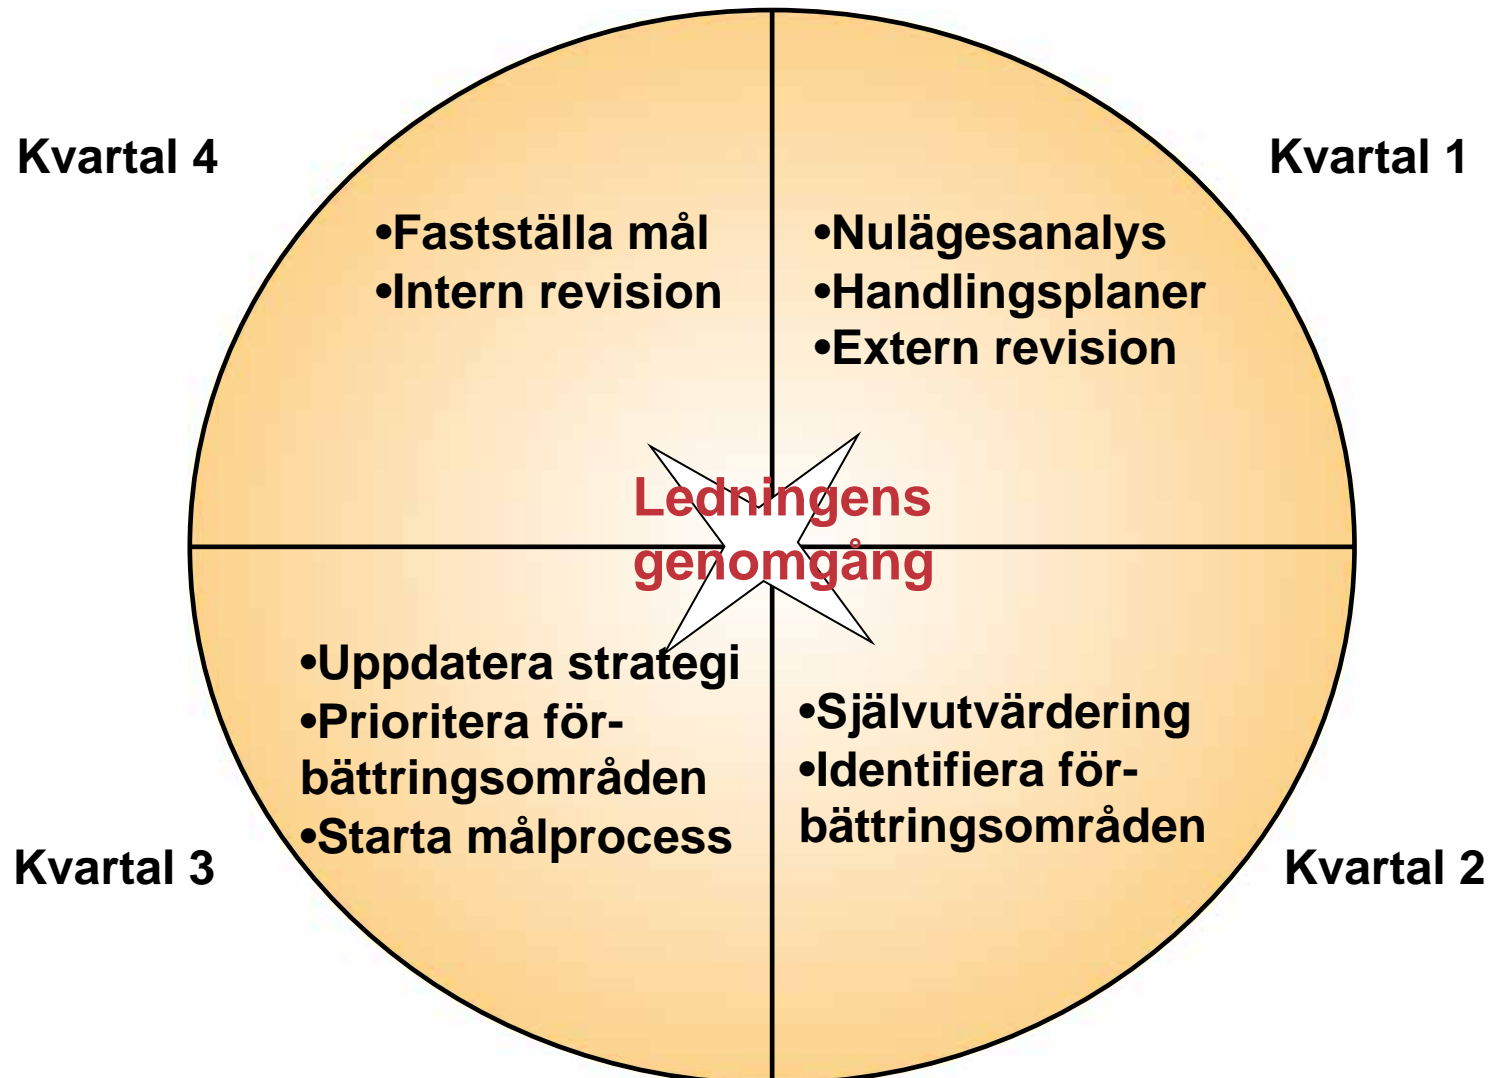 Kvartal 4
Kvartal 1
•Fastställa mål
•Intern revision
•Nulägesanalys
•Handlingsplaner
•Extern revision
Ledningens
genomgång
•Uppdatera strategi
•Prioritera för-
bättringsområden
•Starta målprocess
•Självutvärdering
•Identifiera för-
bättringsområden
Kvartal 3
Kvartal 2